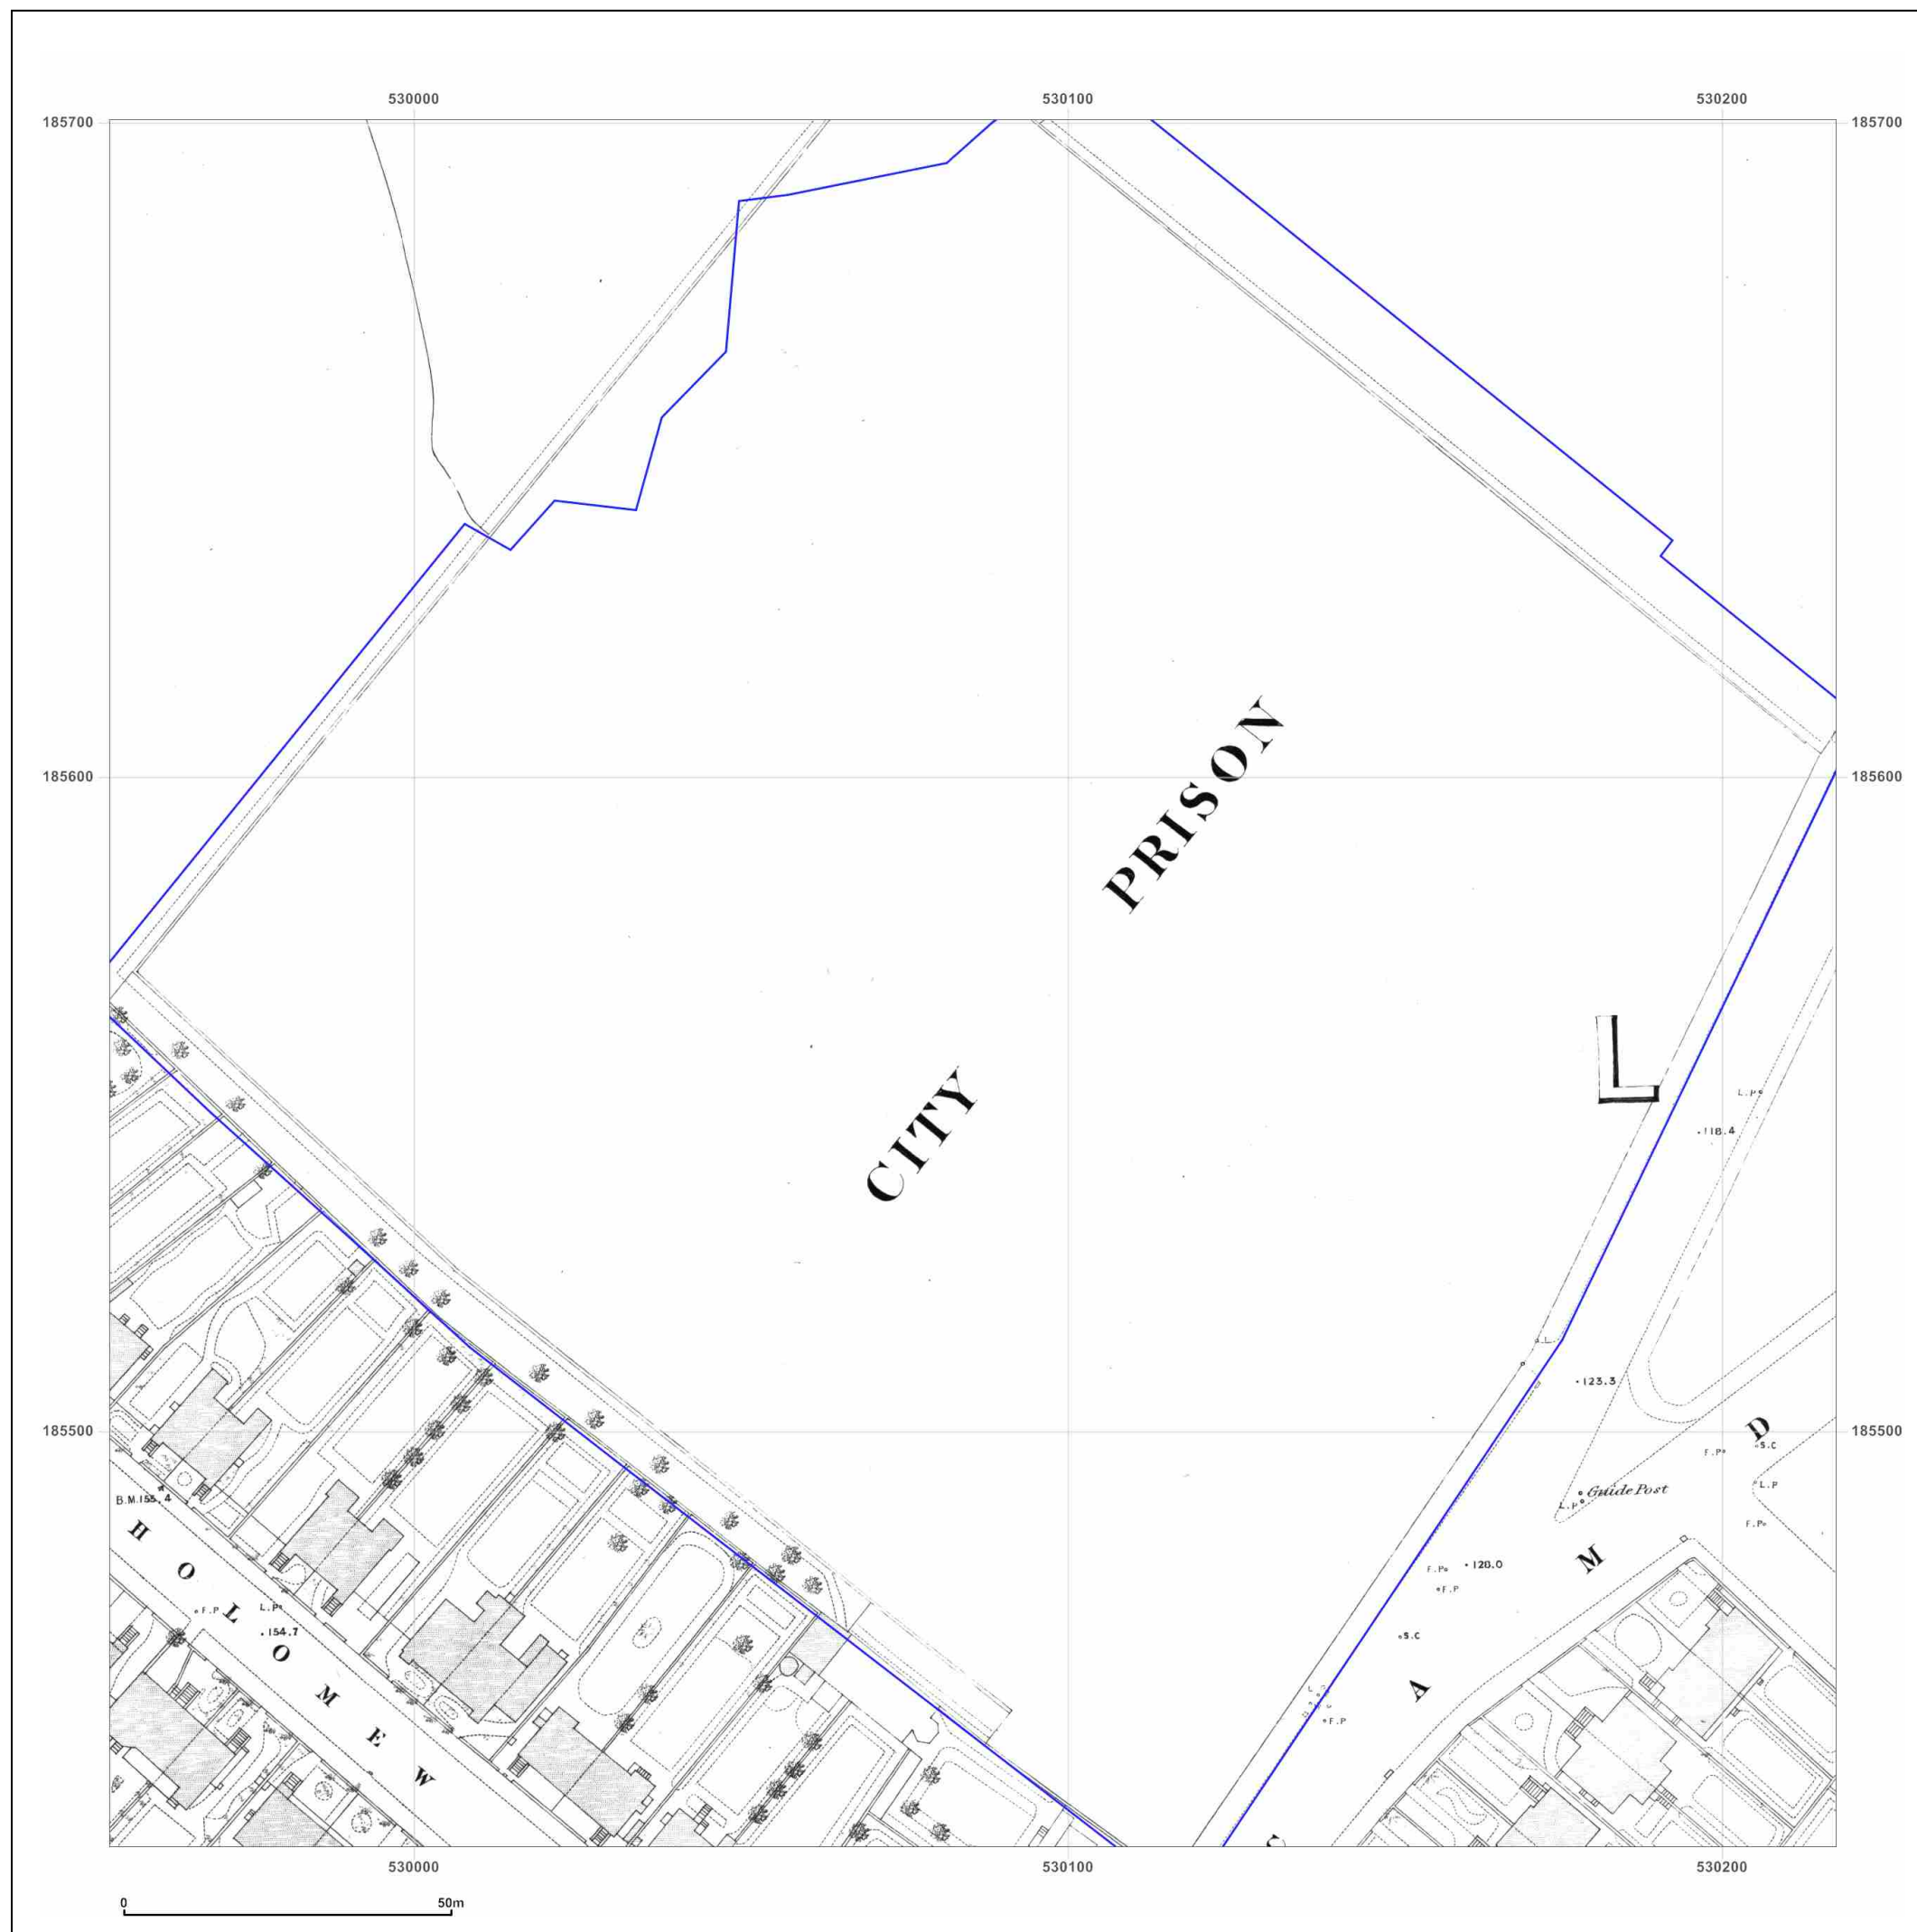 530000 530100 530200
185700 185700
PRISON
185600 185600
CITY
L
L.P
118.4
L
123.3
185500 185500
D
F.P S.C
L.P
Guide Post
L.P
F.P
B.M.155.4
M
F.P 120.0
F.P
H
O
L
O
M
E
W
F.P
L.P
154.7
S.C
A
F.P
530000 530100 530200
0 50m